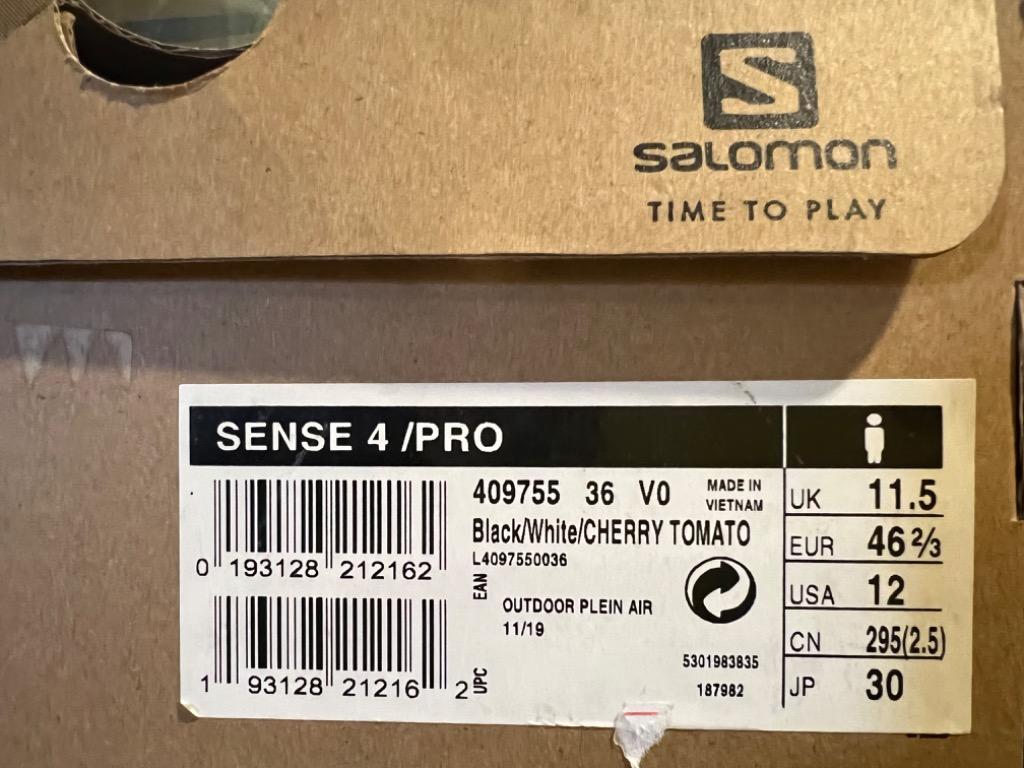 S
SALOMON
TIME TO PLAY
SENSE 4 /PRO
409755 36 V0
MADE IN
VIETNAM
Black/White/CHERRY TOMATO
L4097550036
0 193128 212162
EAN
OUTDOOR PLEIN AIR
11/19
1 93128 21216 2
UPC
5301983835
187982
UK 11.5
EUR 46 2/3
USA 12
CN 295(2.5)
JP 30